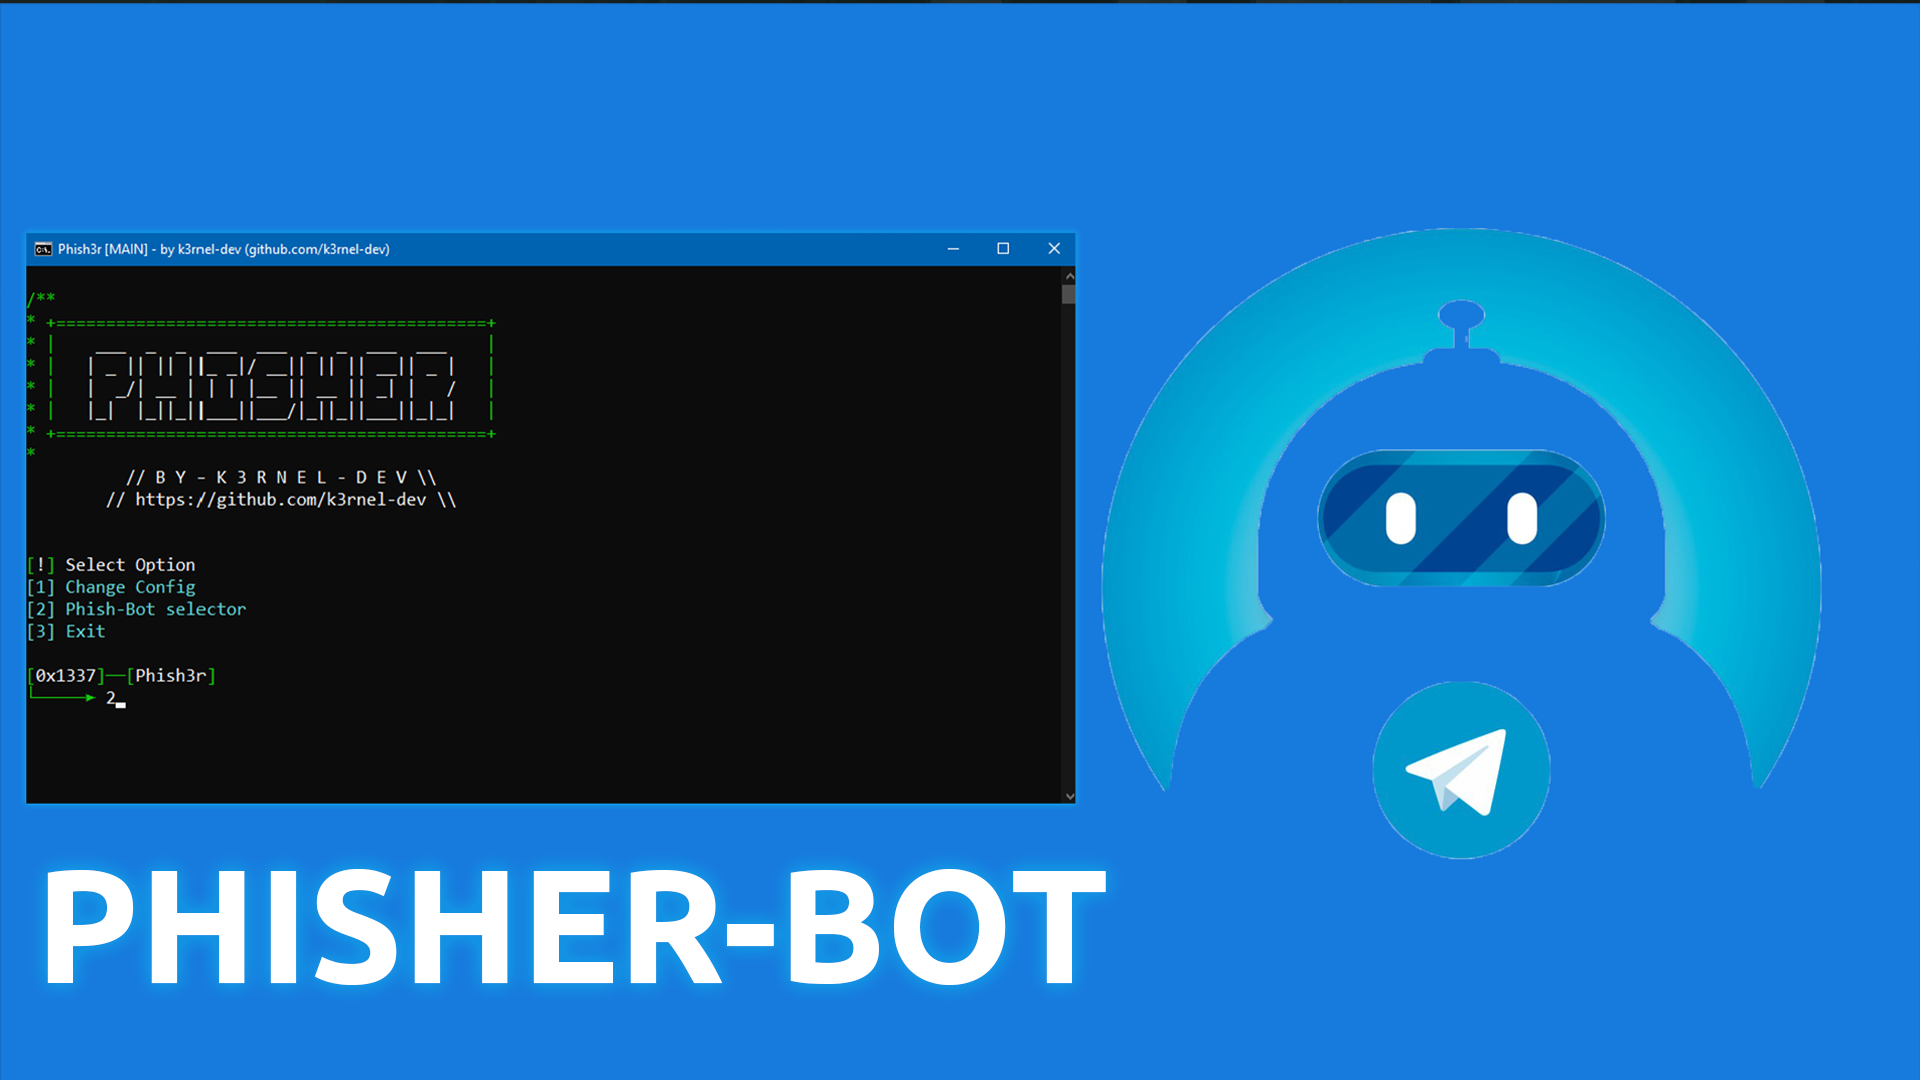 Phish3r [MAIN] - by k3rnel-dev (github.com/k3rnel-dev)
/**
* +===========================================+
* |
* | PHISHER |
* |
* |
* +===========================================+
*
// B Y - K 3 R N E L - D E V \\
// https://github.com/k3rnel-dev \\
[!] Select Option
[1] Change Config
[2] Phish-Bot selector
[3] Exit
[0x1337]—[Phish3r]
2
PHISHER-BOT